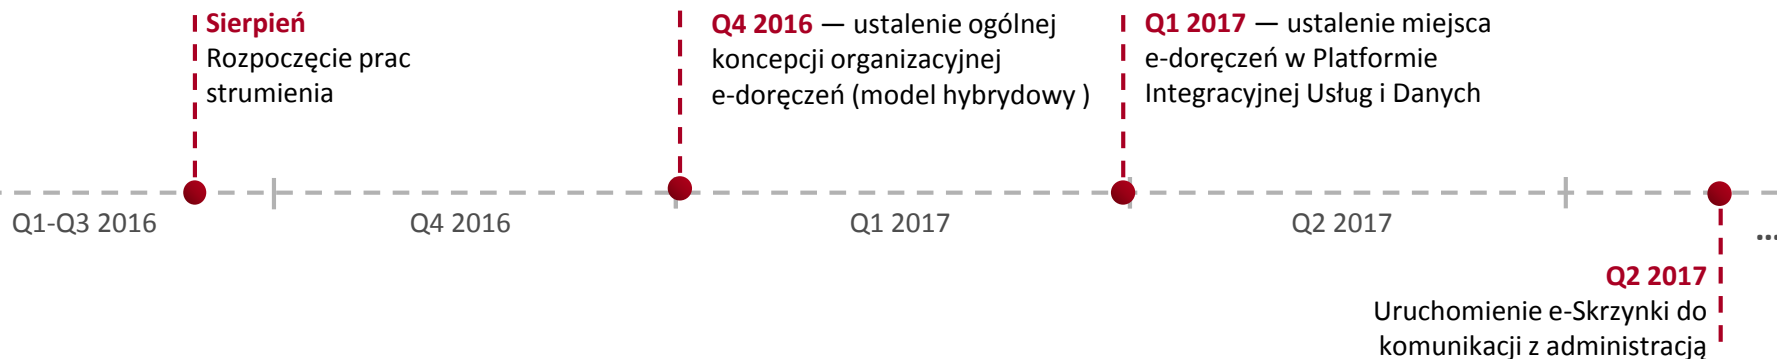 Sierpień
Rozpoczęcie prac
strumienia
Q4 2016 — ustalenie ogólnej
koncepcji organizacyjnej
e-doręczeń (model hybrydowy )
Q1 2017 — ustalenie miejsca
e-doręczeń w Platformie
Integracyjnej Usług i Danych
Q1-Q3 2016
Q4 2016
Q1 2017
Q2 2017
...
Q2 2017
Uruchomienie e-Skrzynki do
komunikacji z administracją